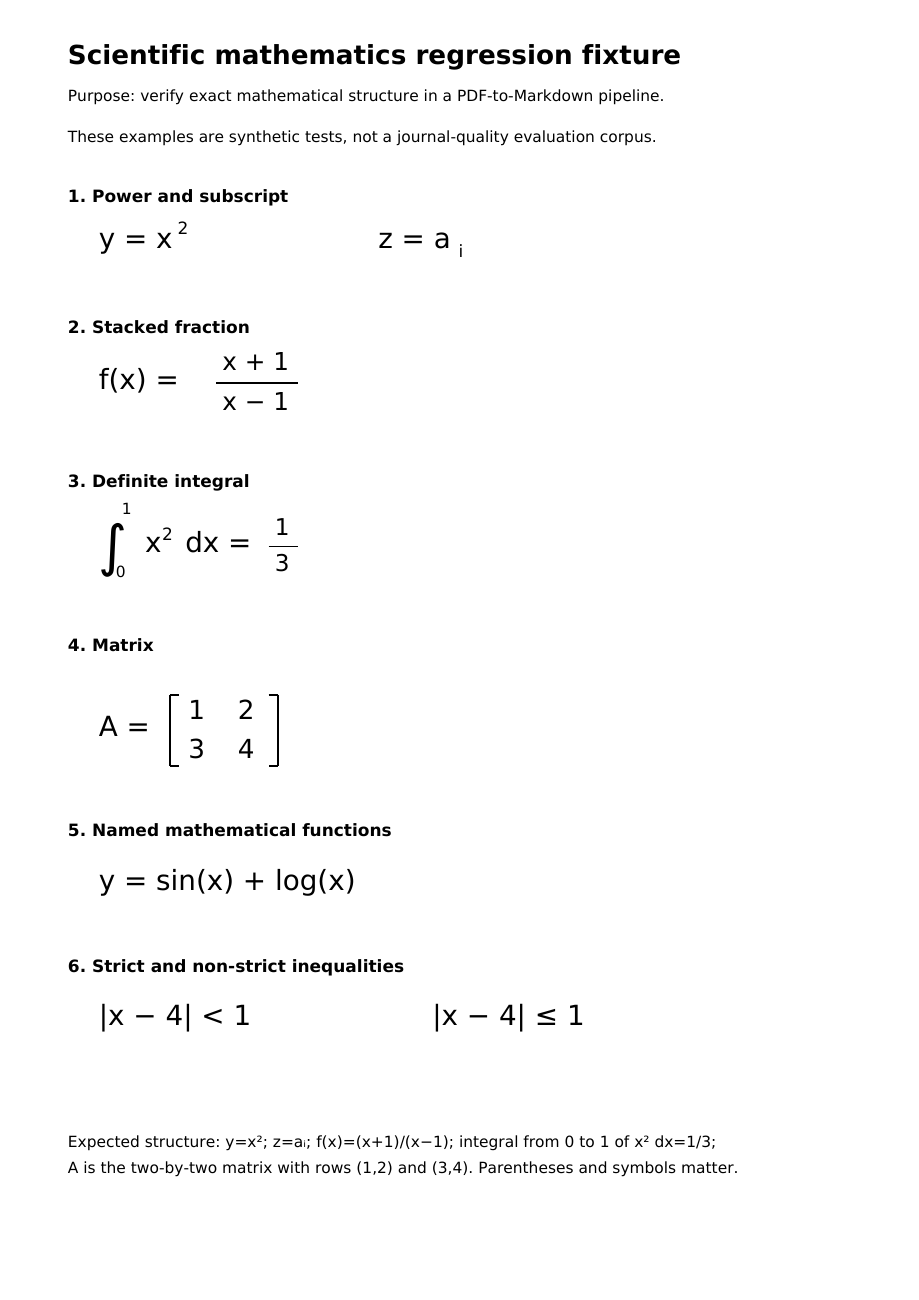 Scientific mathematics regression fixture
Purpose: verify exact mathematical structure in a PDF-to-Markdown pipeline.
These examples are synthetic tests, not a journal-quality evaluation corpus.
1. Power and subscript
y = x² z = aᵢ
2. Stacked fraction
f(x) =
x + 1
x − 1
3. Definite integral
1
∫ x² dx =
0
1
3
4. Matrix
A =
1 2
3 4
5. Named mathematical functions
y = sin(x) + log(x)
6. Strict and non-strict inequalities
|x − 4| < 1 |x − 4| ≤ 1
Expected structure: y=x²; z=aᵢ; f(x)=(x+1)/(x−1); integral from 0 to 1 of x² dx=1/3;
A is the two-by-two matrix with rows (1,2) and (3,4). Parentheses and symbols matter.